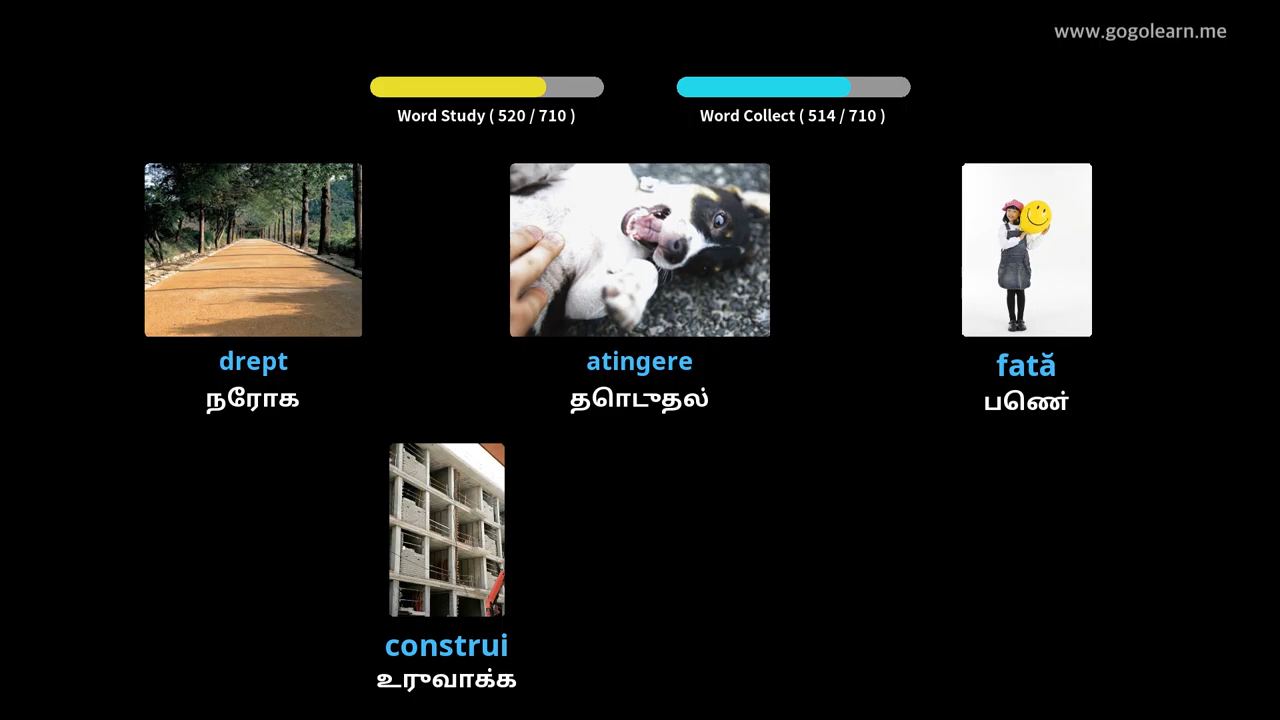 www.gogolearn.me
Word Study ( 520 / 710 )
Word Collect ( 514 / 710 )
drept
நேராக
atingere
தொடுதல்
fată
பெண்
construi
உருவாக்க